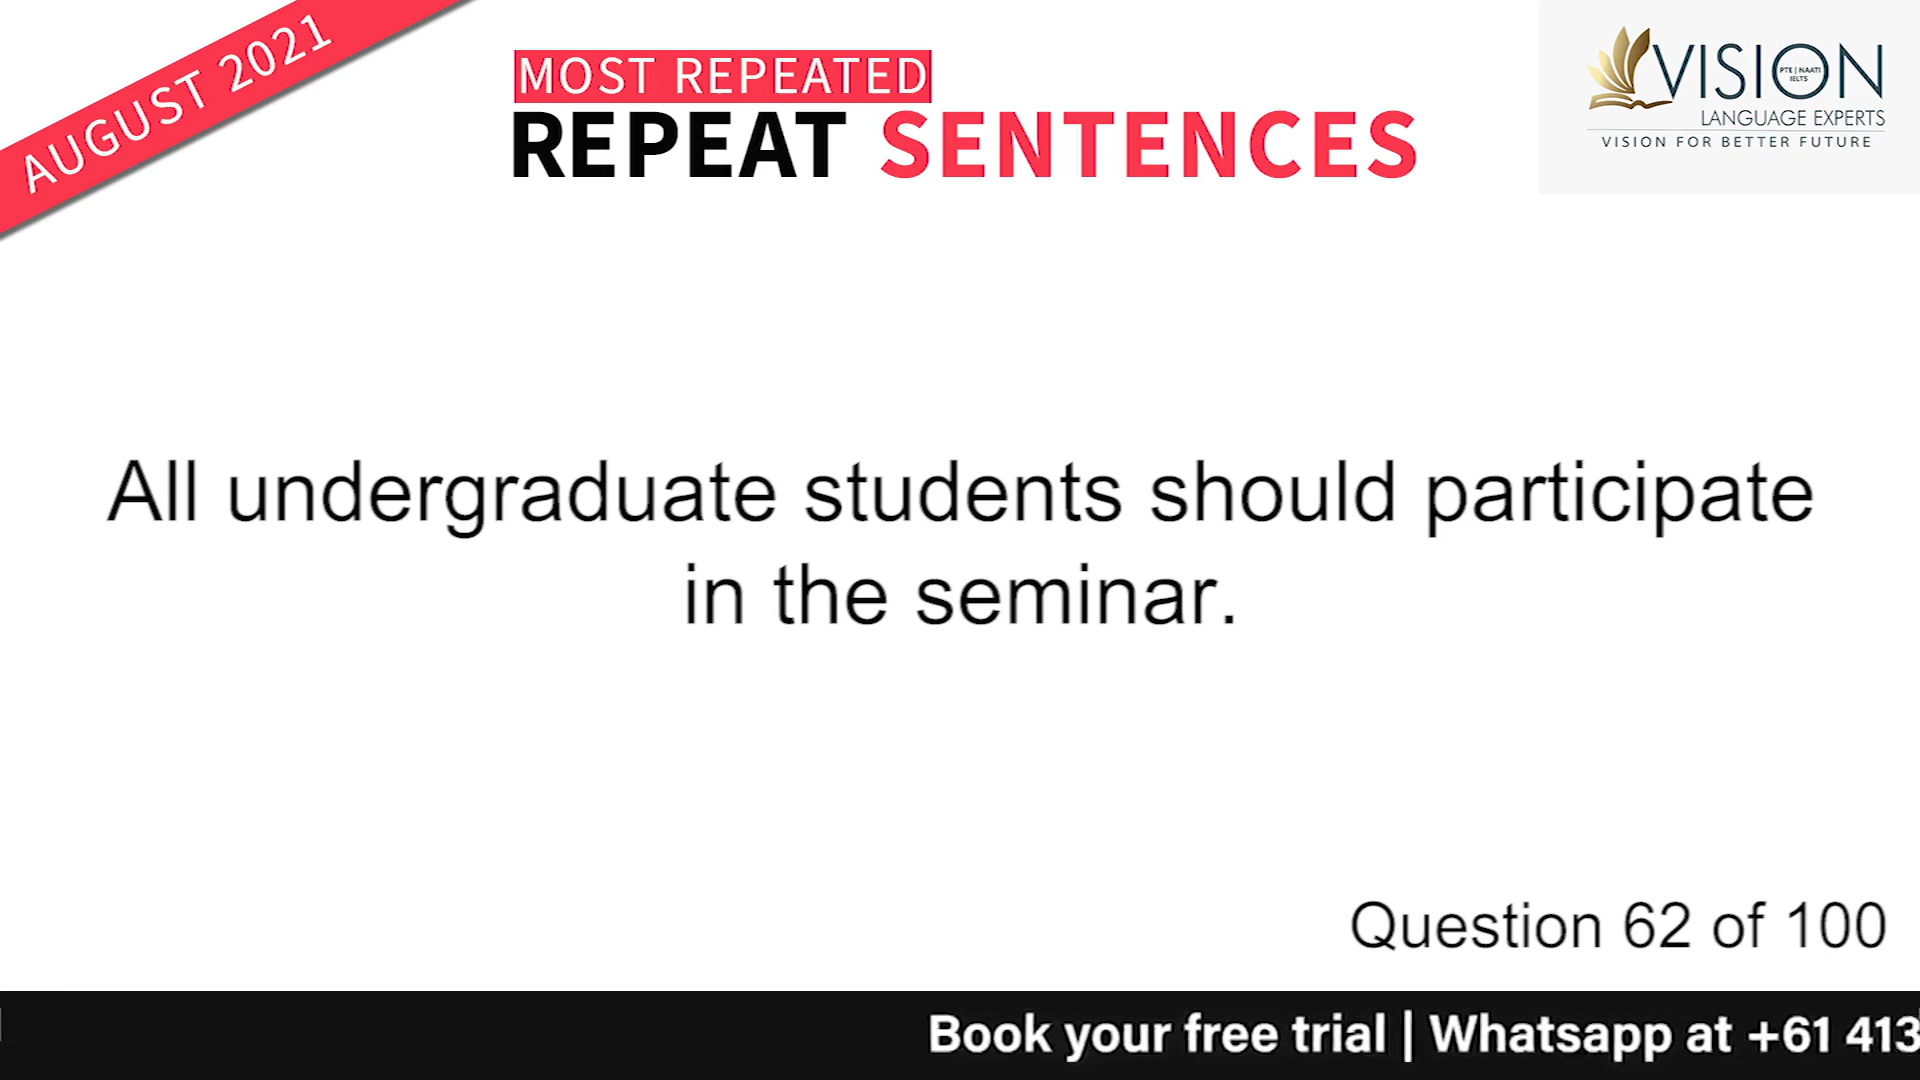 AUGUST 2021
MOST REPEATED
REPEAT SENTENCES
VISION
PTE | NAATI
IELTS
LANGUAGE EXPERTS
VISION FOR BETTER FUTURE
All undergraduate students should participate
in the seminar.
Question 62 of 100
Book your free trial | Whatsapp at +61 413